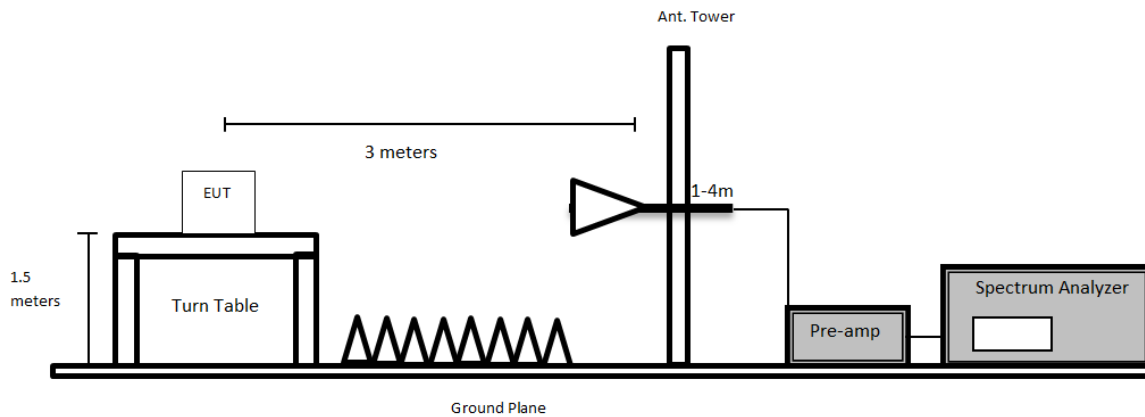 Ant. Tower
3 meters
EUT
1-4m
1.5
meters
Turn Table
Spectrum Analyzer
Pre-amp
Ground Plane